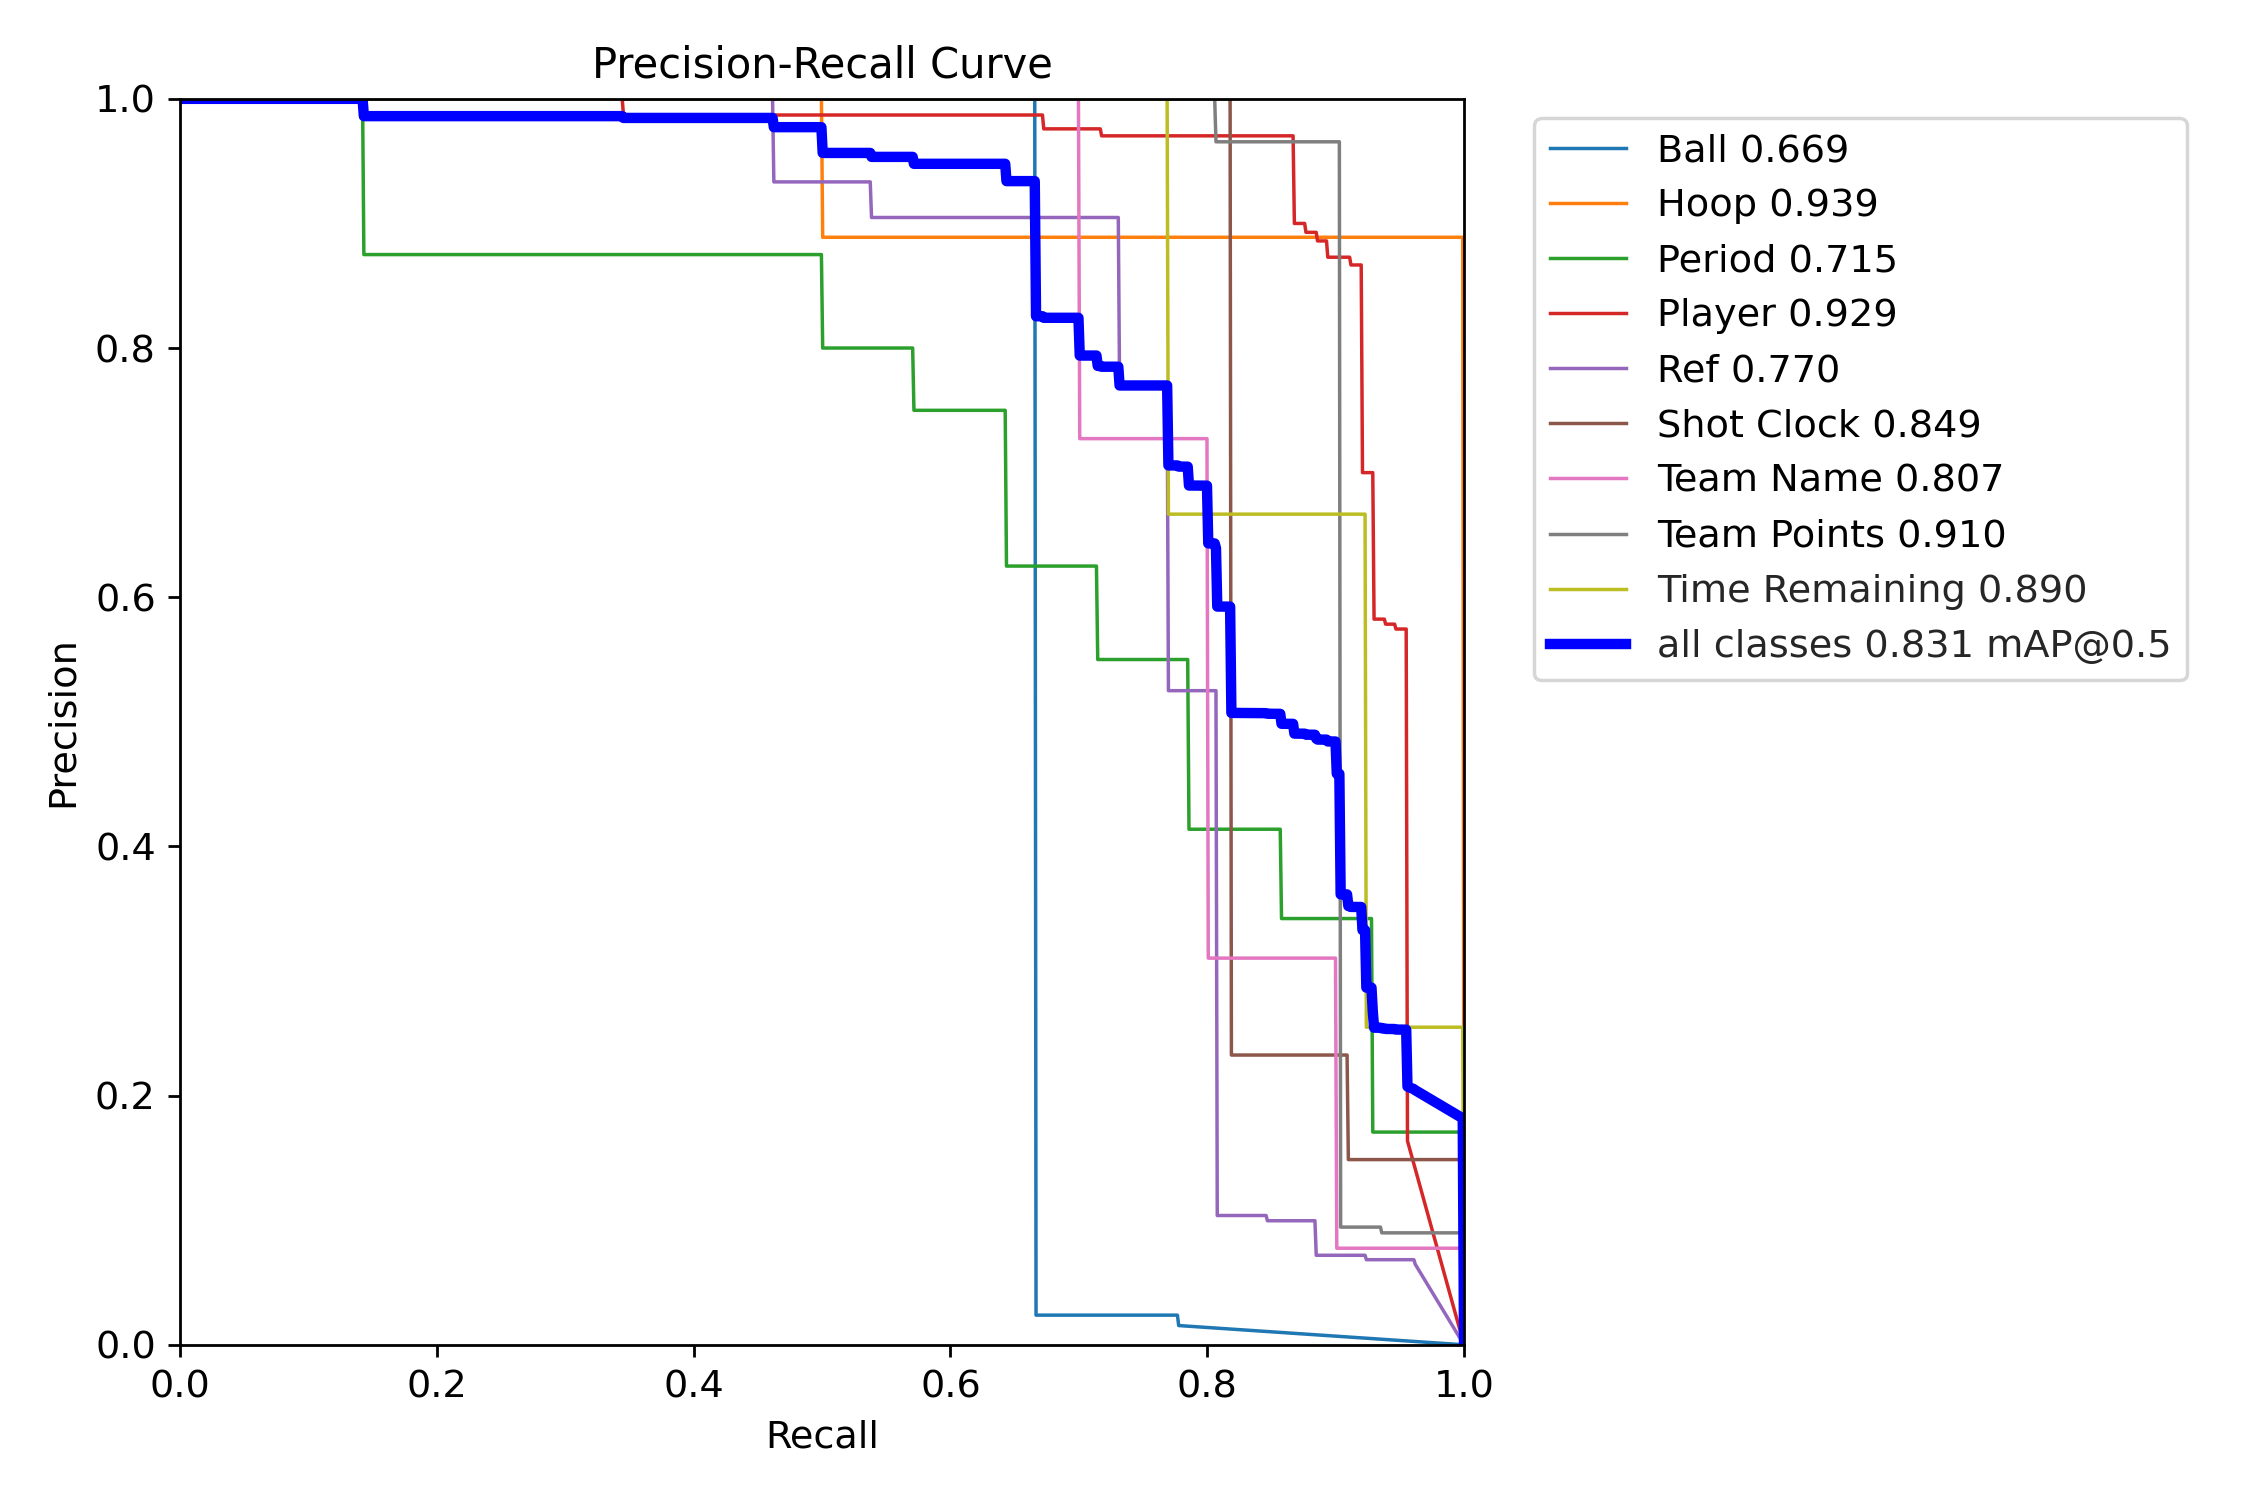 Precision-Recall Curve
1.0
0.8
0.6
0.4
0.2
0.0
Precision
0.0 0.2 0.4 0.6 0.8 1.0
Recall
Ball 0.669
Hoop 0.939
Period 0.715
Player 0.929
Ref 0.770
Shot Clock 0.849
Team Name 0.807
Team Points 0.910
Time Remaining 0.890
all classes 0.831 mAP@0.5